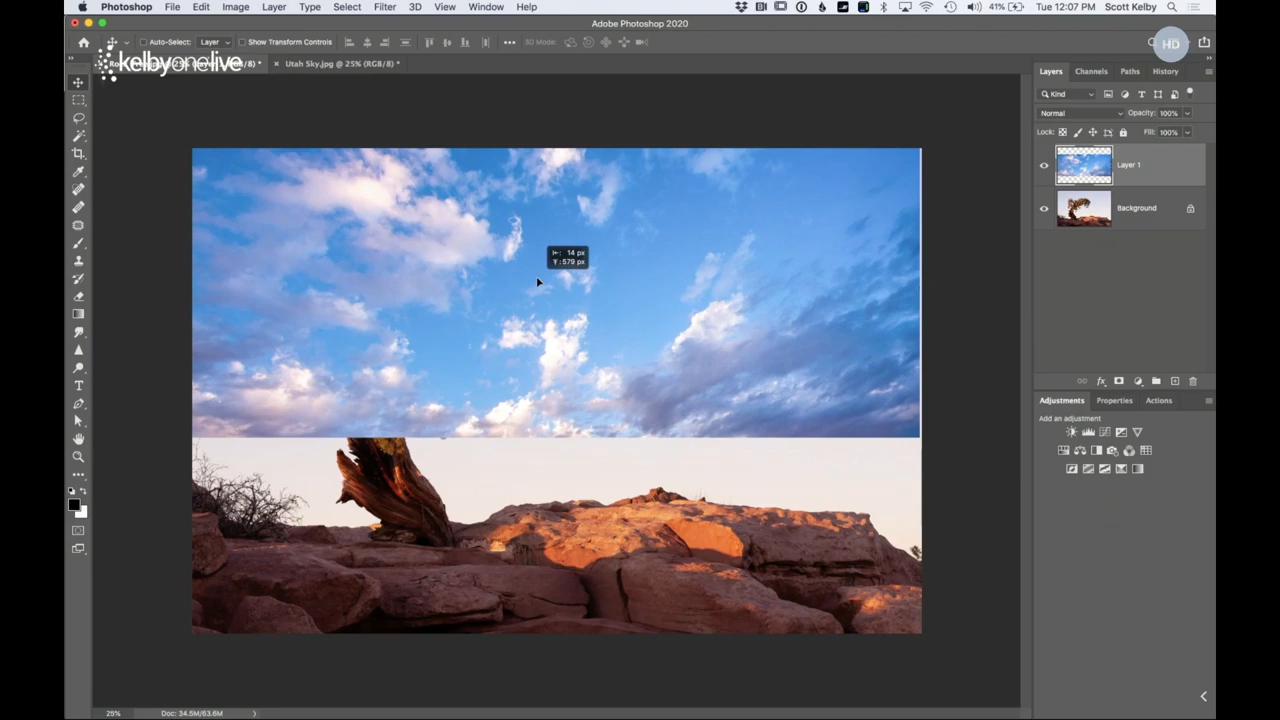 Photoshop File Edit Image Layer Type Select Filter 3D View Window Help 41% Tue 12:07 PM Scott Kelby
Adobe Photoshop 2020
Auto-Select: Layer Show Transform Controls 3D Mode: HD
kelbyonelive
Utah Sky.jpg @ 25% (RGB/8) *
Layers Channels Paths History
Kind
Normal Opacity: 100%
Lock: Fill: 100%
Layer 1
Background
14 px
579 px
fx
Adjustments Properties Actions
Add an adjustment
25% Doc: 34.5M/63.6M